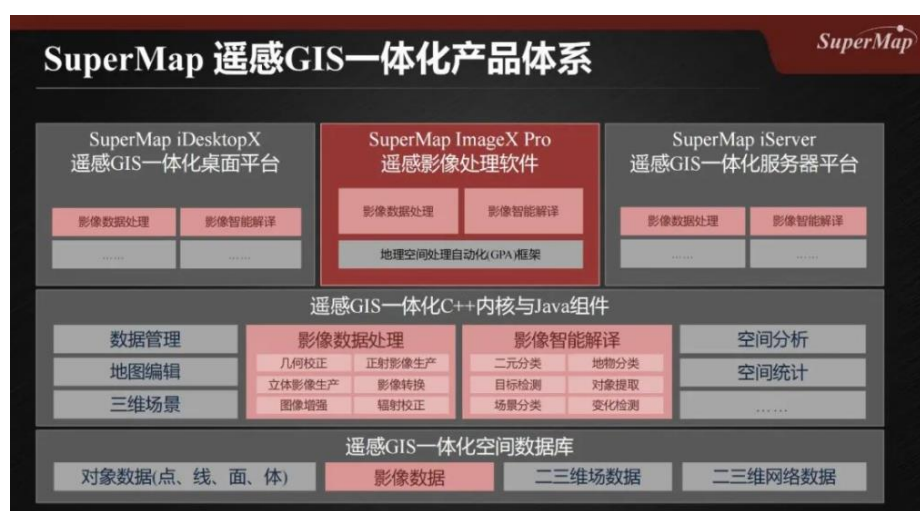 SuperMap
SuperMap 遥感GIS一体化产品体系
SuperMap iDesktopX
遥感GIS一体化桌面平台
影像数据处理
影像智能解译
……
……
SuperMap ImageX Pro
遥感影像处理软件
影像数据处理
影像智能解译
地理空间处理自动化(GPA)框架
SuperMap iServer
遥感GIS一体化服务器平台
影像数据处理
影像智能解译
……
……
遥感GIS一体化C++内核与Java组件
数据管理
地图编辑
三维场景
影像数据处理
几何校正
正射影像生产
立体影像生产
影像转换
图像增强
辐射校正
影像智能解译
二元分类
地物分类
目标检测
对象提取
场景分类
变化检测
空间分析
空间统计
……
遥感GIS一体化空间数据库
对象数据(点、线、面、体)
影像数据
二三维场数据
二三维网络数据